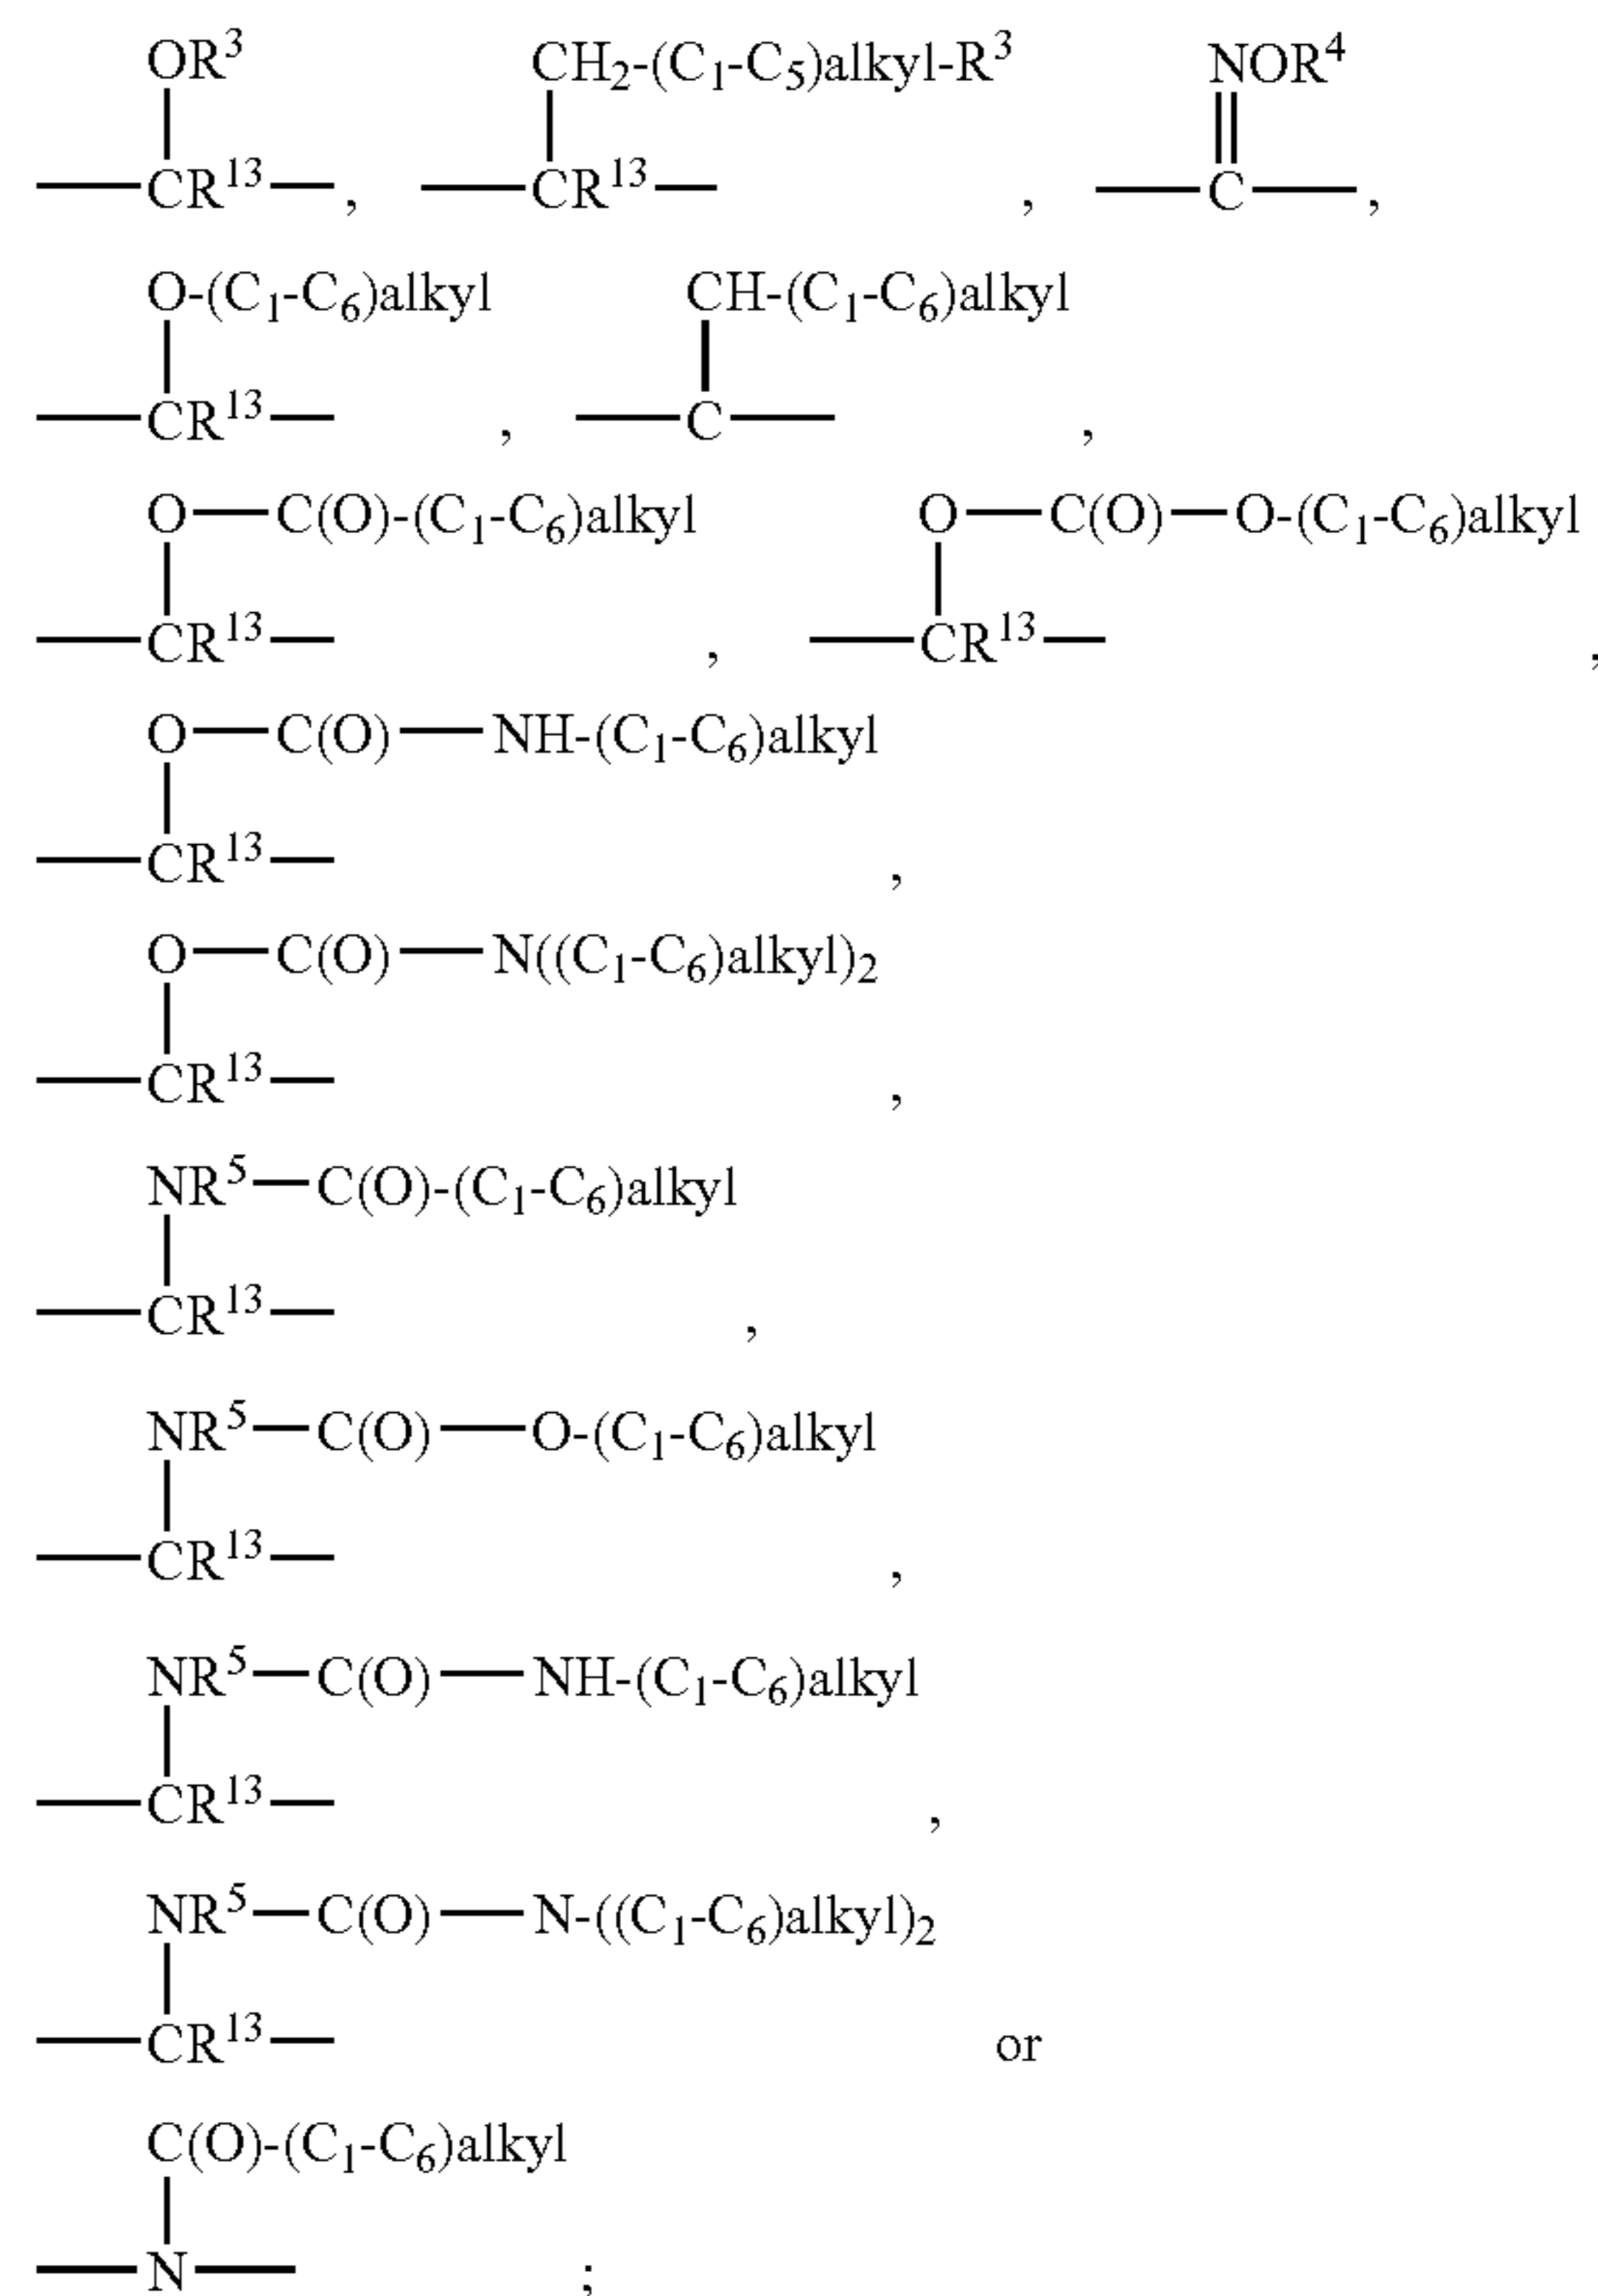 OR³ CH₂-(C₁-C₅)alkyl-R³ NOR⁴
—CR¹³—, —CR¹³—, —C—,
O-(C₁-C₆)alkyl CH-(C₁-C₆)alkyl
—CR¹³—, —C—,
O—C(O)-(C₁-C₆)alkyl O—C(O)—O-(C₁-C₆)alkyl
—CR¹³—, —CR¹³—,
O—C(O)—NH-(C₁-C₆)alkyl
—CR¹³—,
O—C(O)—N((C₁-C₆)alkyl)₂
—CR¹³—,
NR⁵—C(O)-(C₁-C₆)alkyl
—CR¹³—,
NR⁵—C(O)—O-(C₁-C₆)alkyl
—CR¹³—,
NR⁵—C(O)—NH-(C₁-C₆)alkyl
—CR¹³—,
NR⁵—C(O)—N-((C₁-C₆)alkyl)₂
—CR¹³— or
C(O)-(C₁-C₆)alkyl
—N— ;